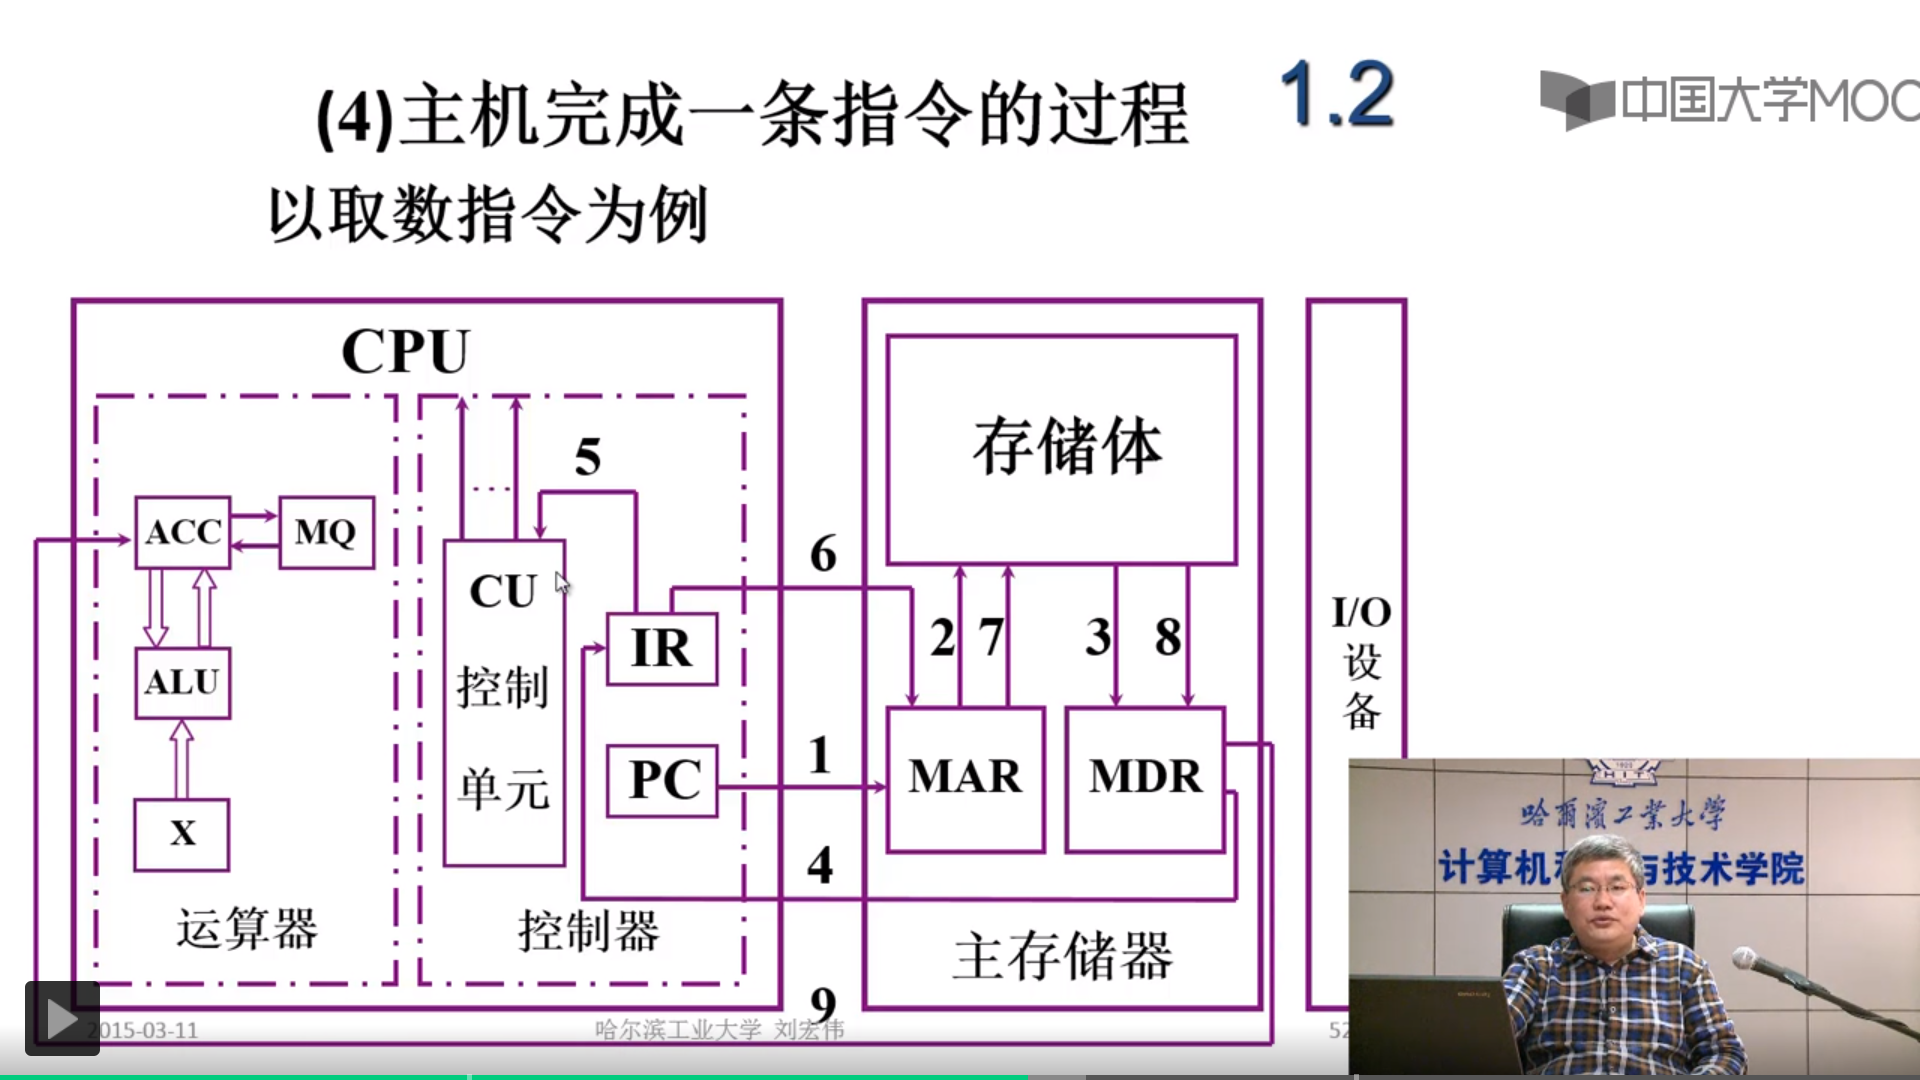 (4)主机完成一条指令的过程 1.2
中国大学MOO
以取数指令为例
CPU
存储体
5
ACC
MQ
CU
控制
单元
6
IR
2
7
3
8
I/O
设
备
ALU
1
PC
MAR
MDR
X
4
运算器
控制器
主存储器
9
HIT
哈爾濱工業大学
计算机科与技术学院
2015-03-11
哈尔滨工业大学 刘宏伟
52